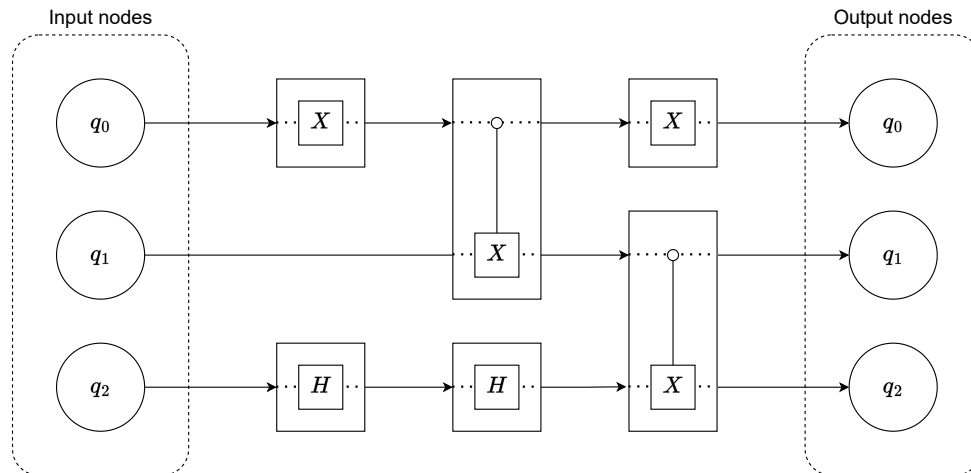 Input nodes
Output nodes
q0
X
X
q0
q1
X
q1
q2
H
H
X
q2